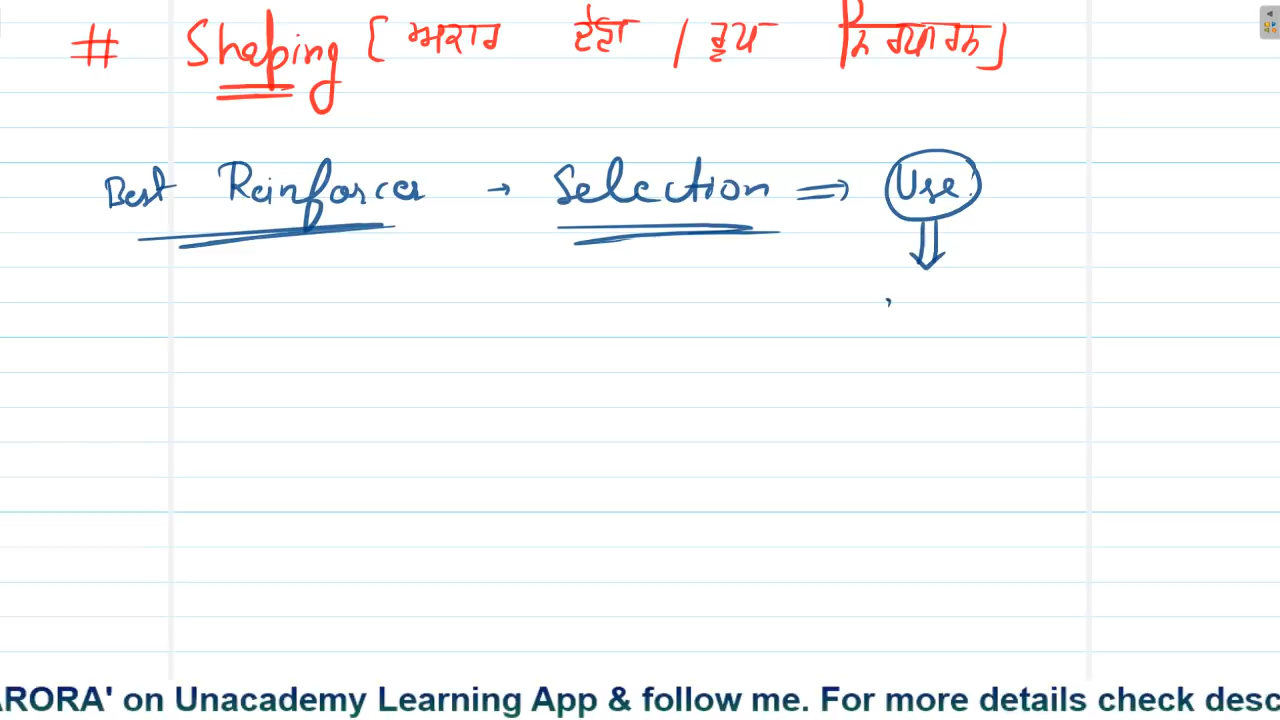 # Shaping [ ਅਕਾਰ ਦੇਣਾ / ਰੂਪ
Best Reinforcer → Selection ⇒ Use
ARORA' on Unacademy Learning App & follow me. For more details check desc